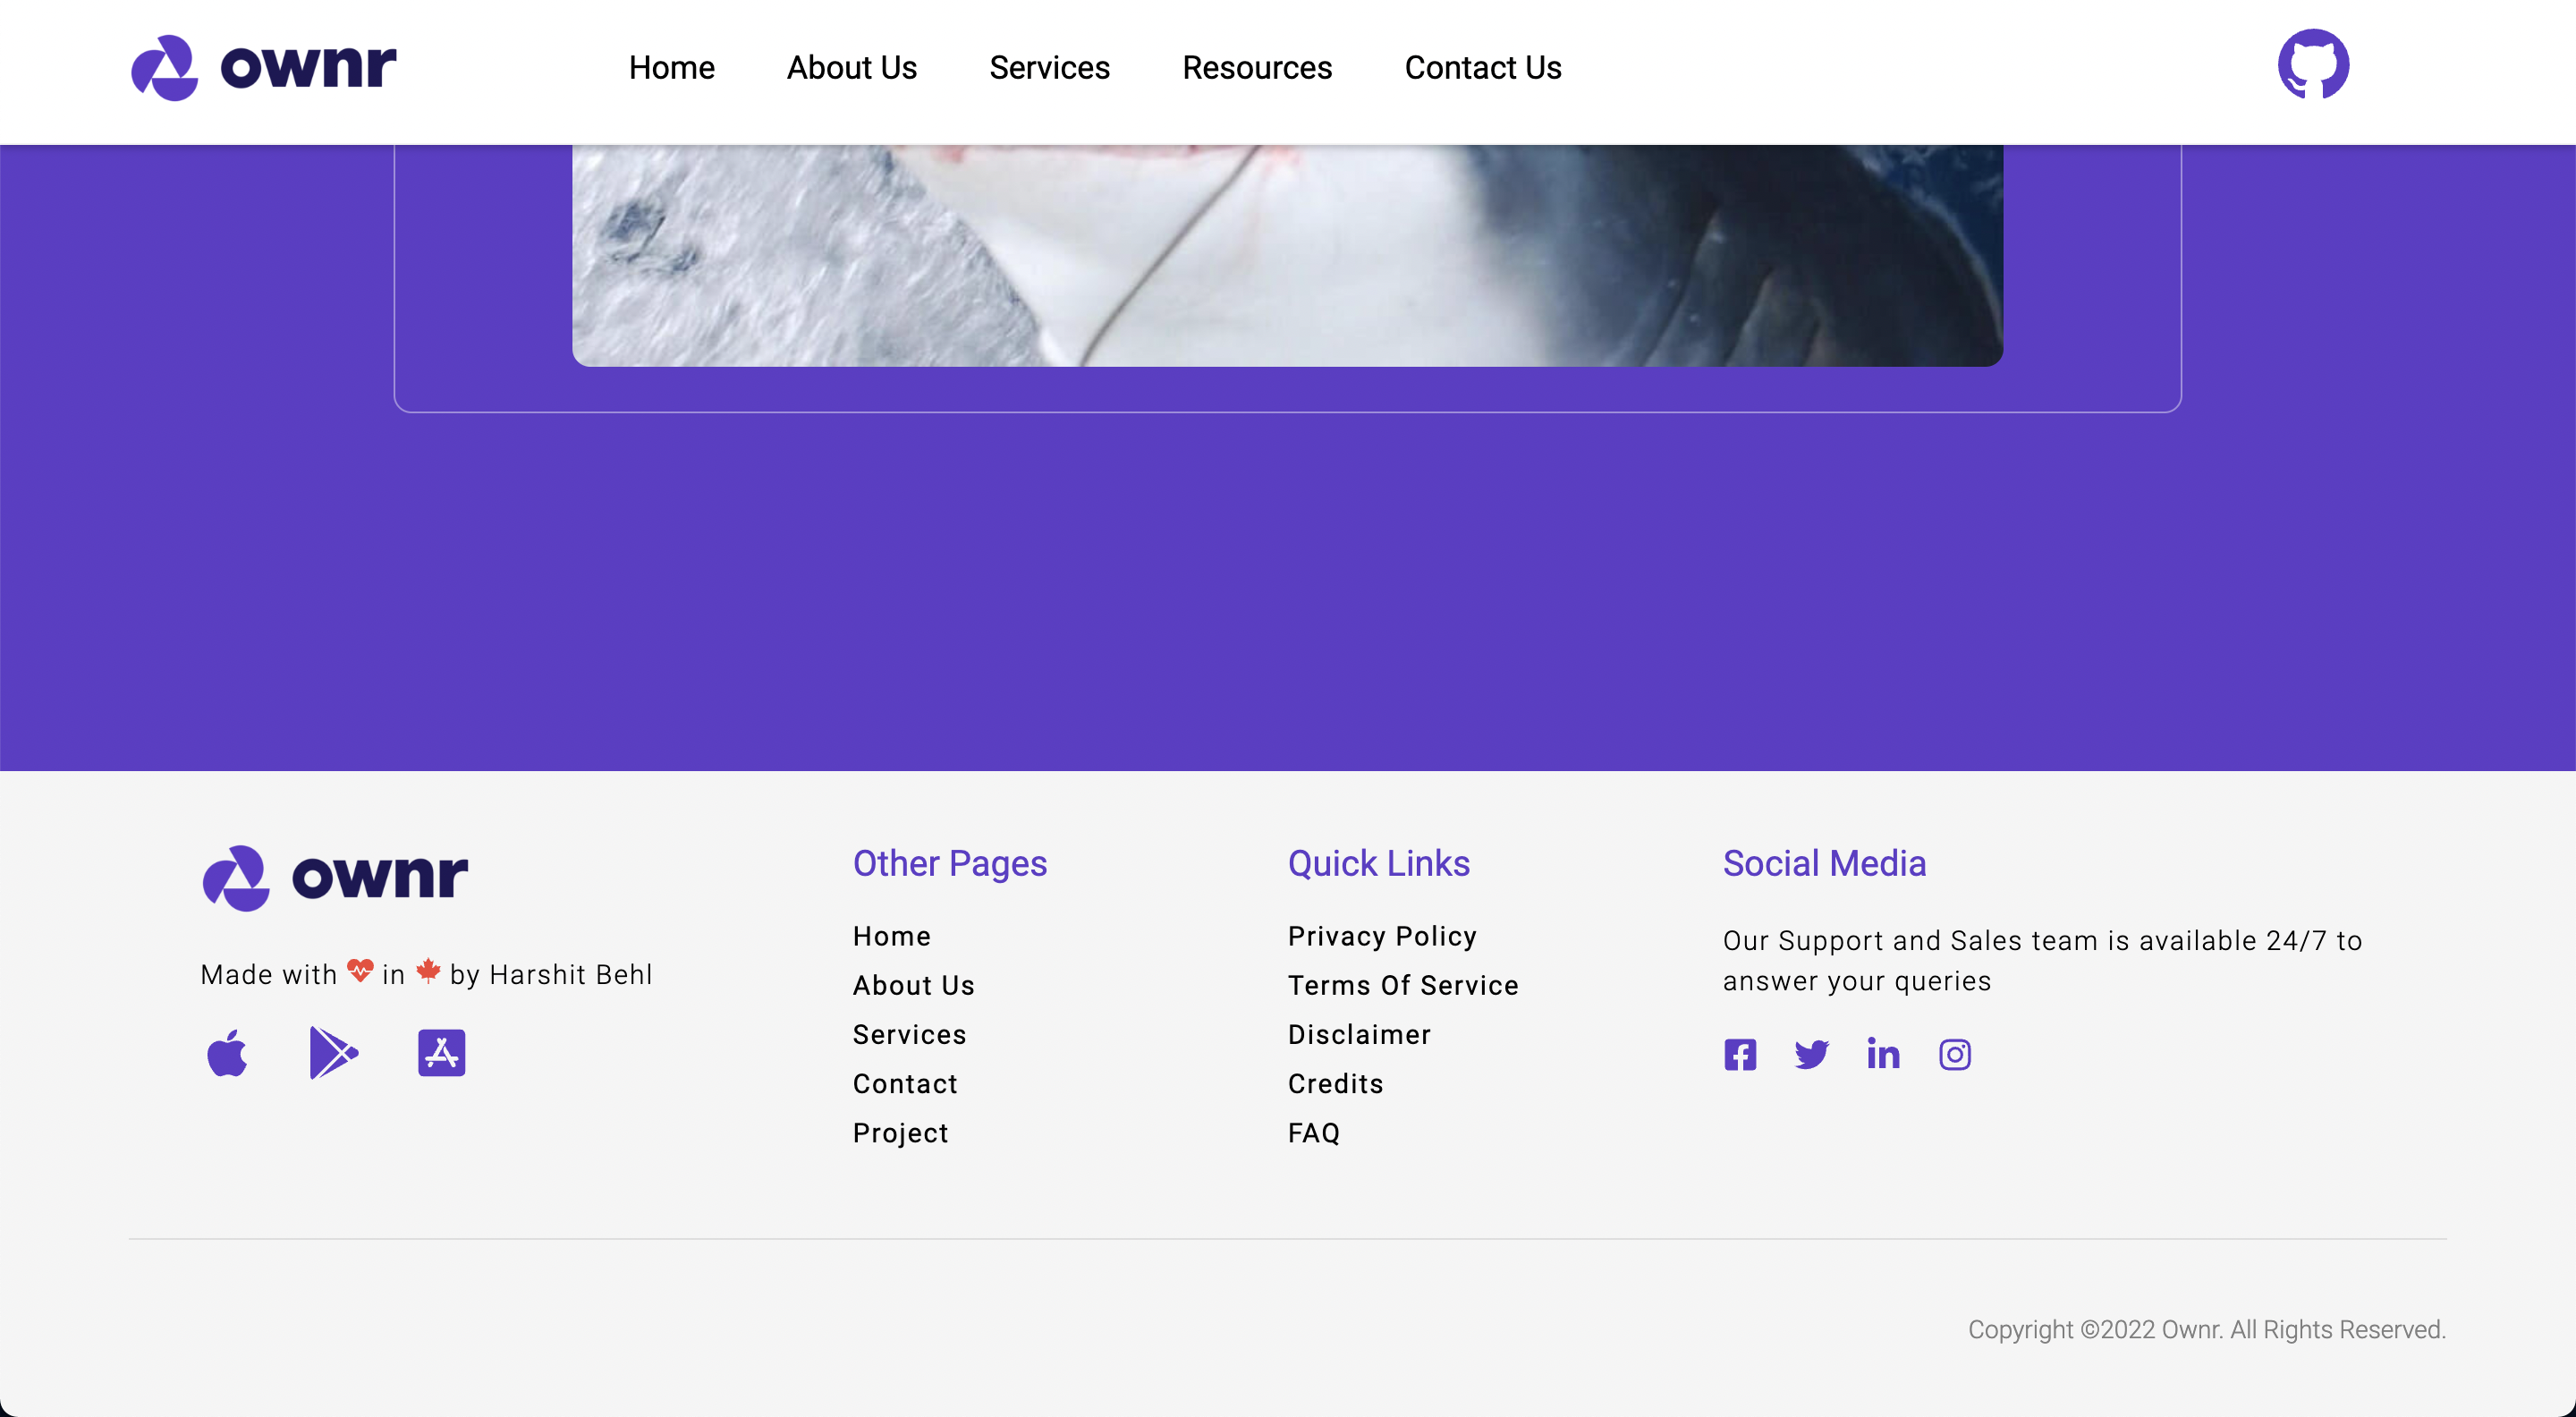 ownr
Home About Us Services Resources Contact Us
ownr
Made with in by Harshit Behl
Other Pages
Home
About Us
Services
Contact
Project
Quick Links
Privacy Policy
Terms Of Service
Disclaimer
Credits
FAQ
Social Media
Our Support and Sales team is available 24/7 to
answer your queries
Copyright ©2022 Ownr. All Rights Reserved.